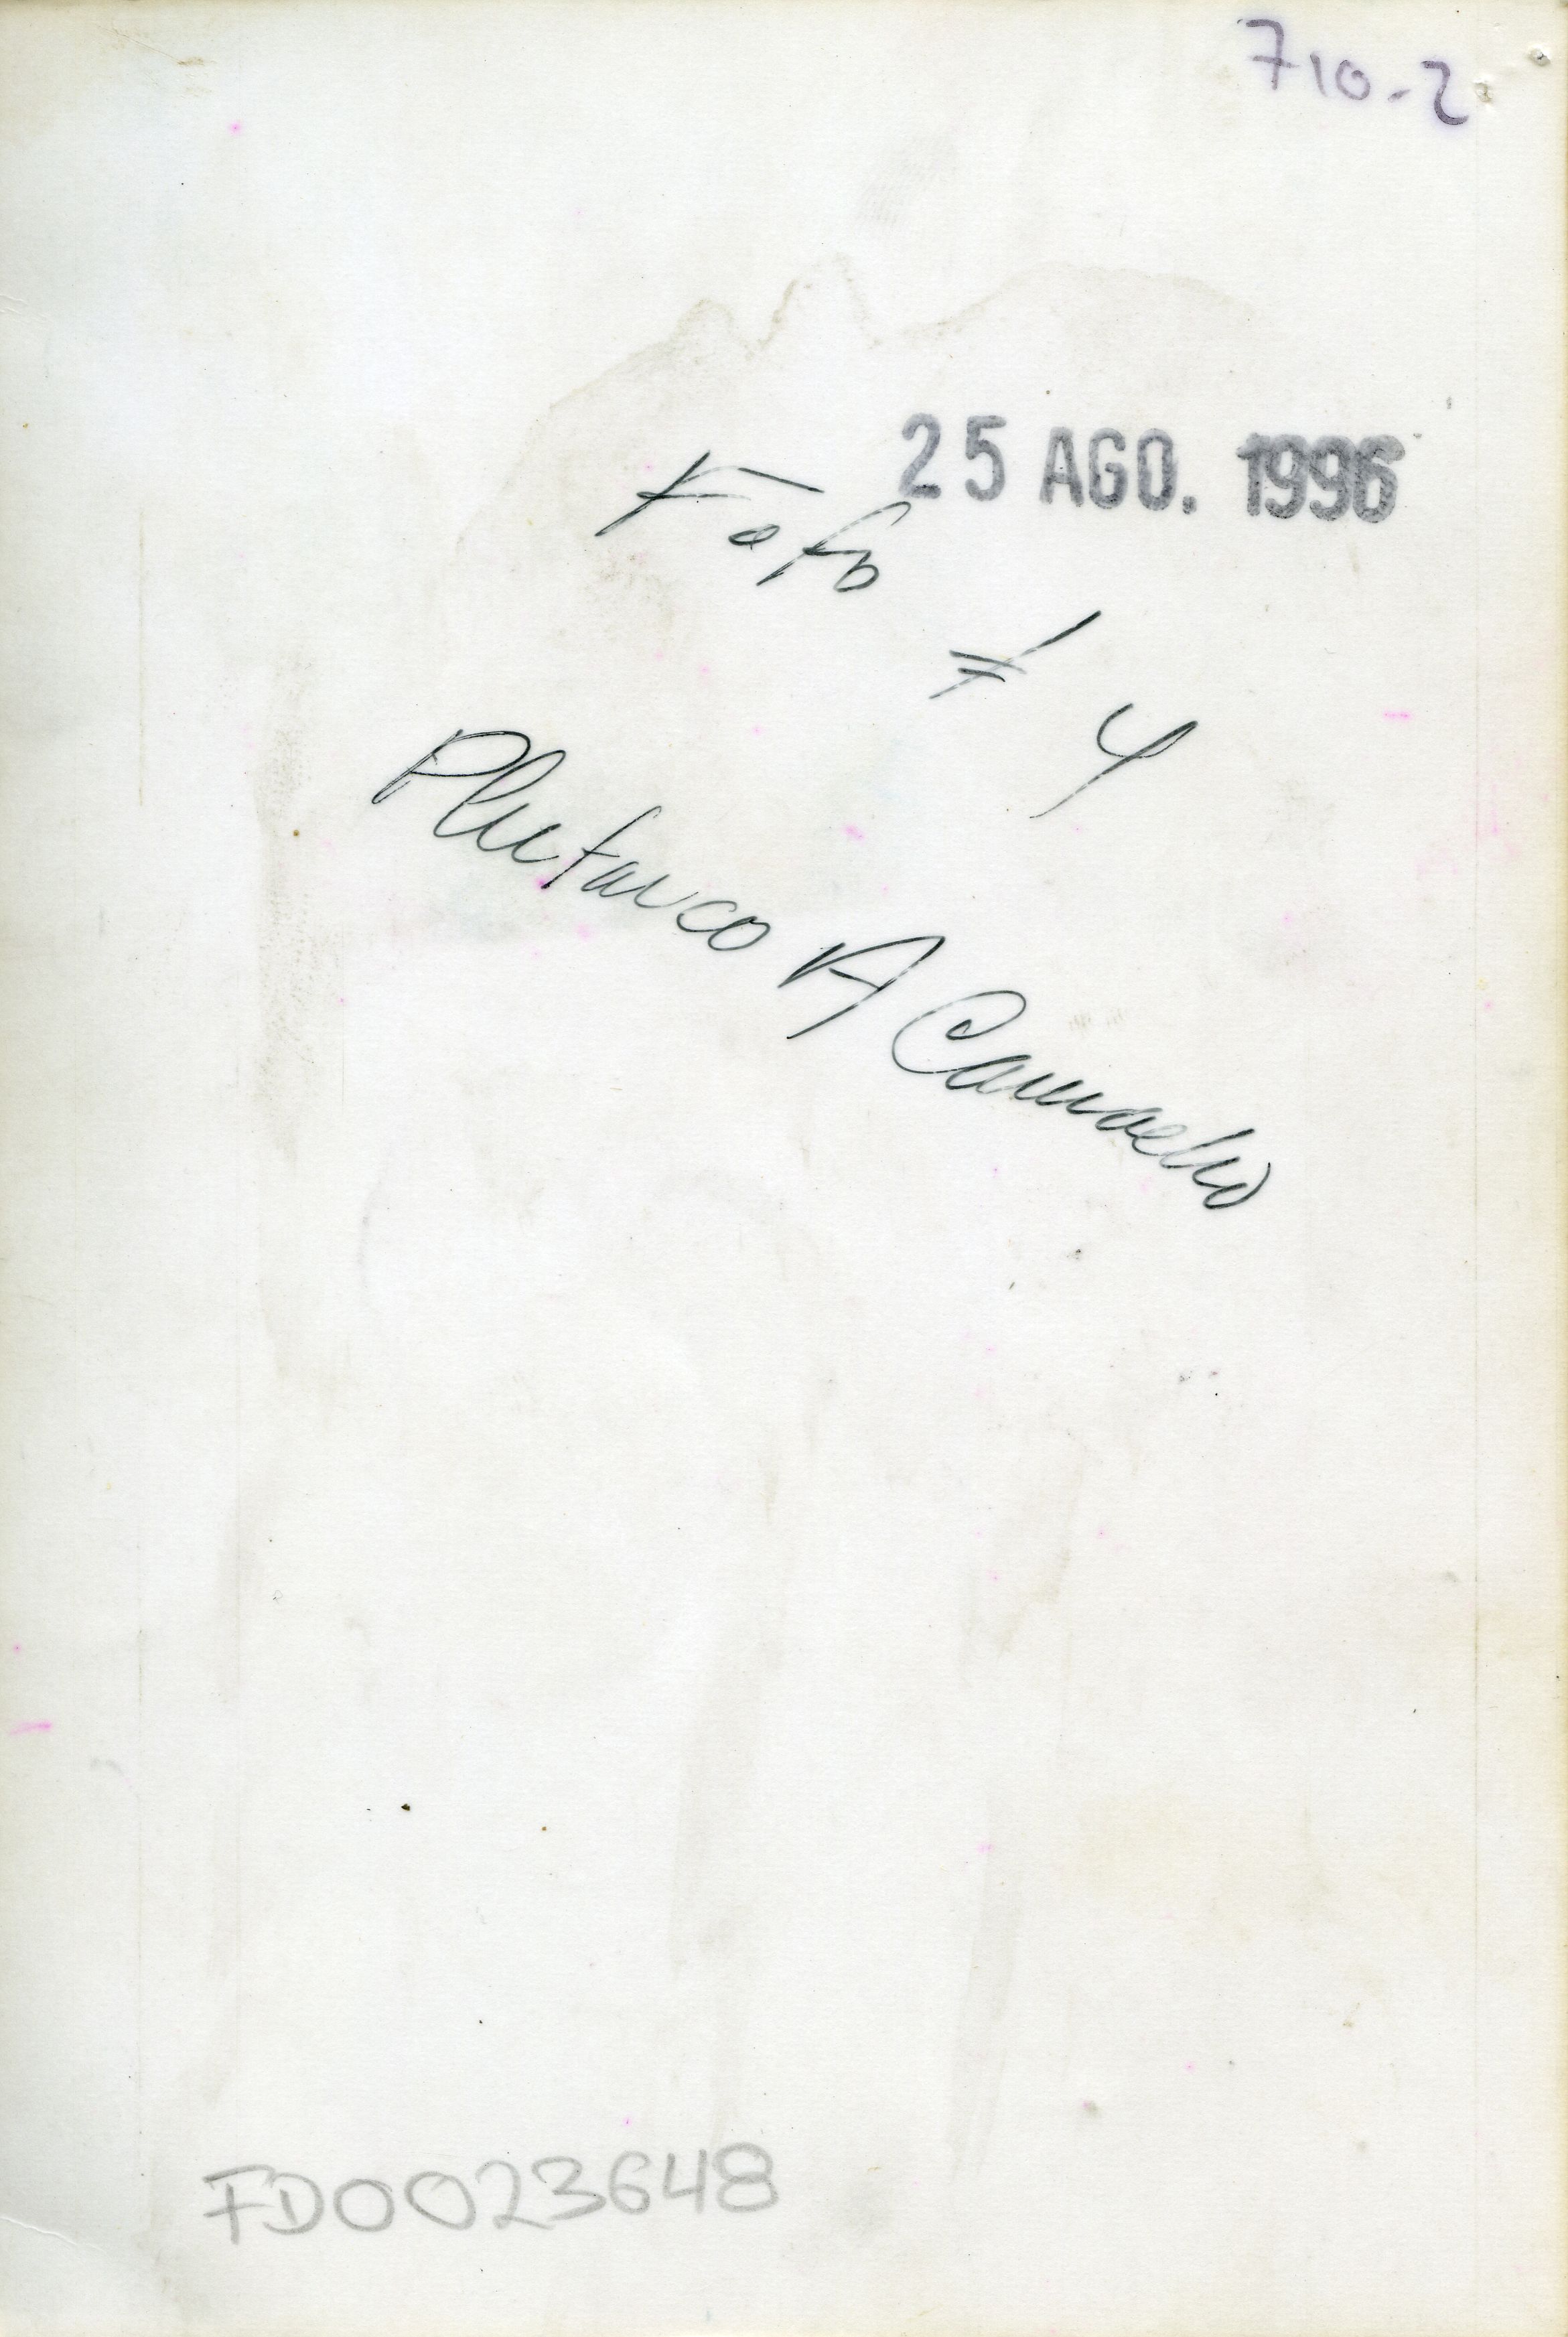 710-2
25 AGO. 1996
Foto # 4
Plutarco A Camacho
FD0023648